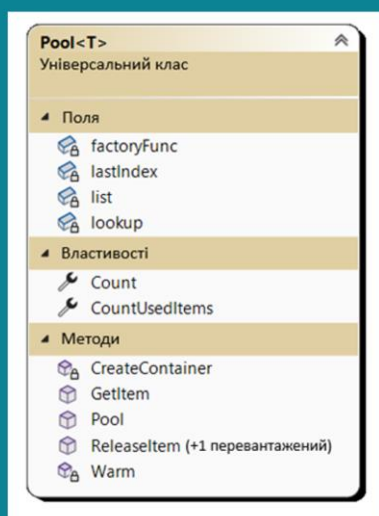 Pool<T>
Універсальний клас
Поля
factoryFunc
lastIndex
list
lookup
Властивості
Count
CountUsedItems
Методи
CreateContainer
GetItem
Pool
ReleaseItem (+1 перевантажений)
Warm